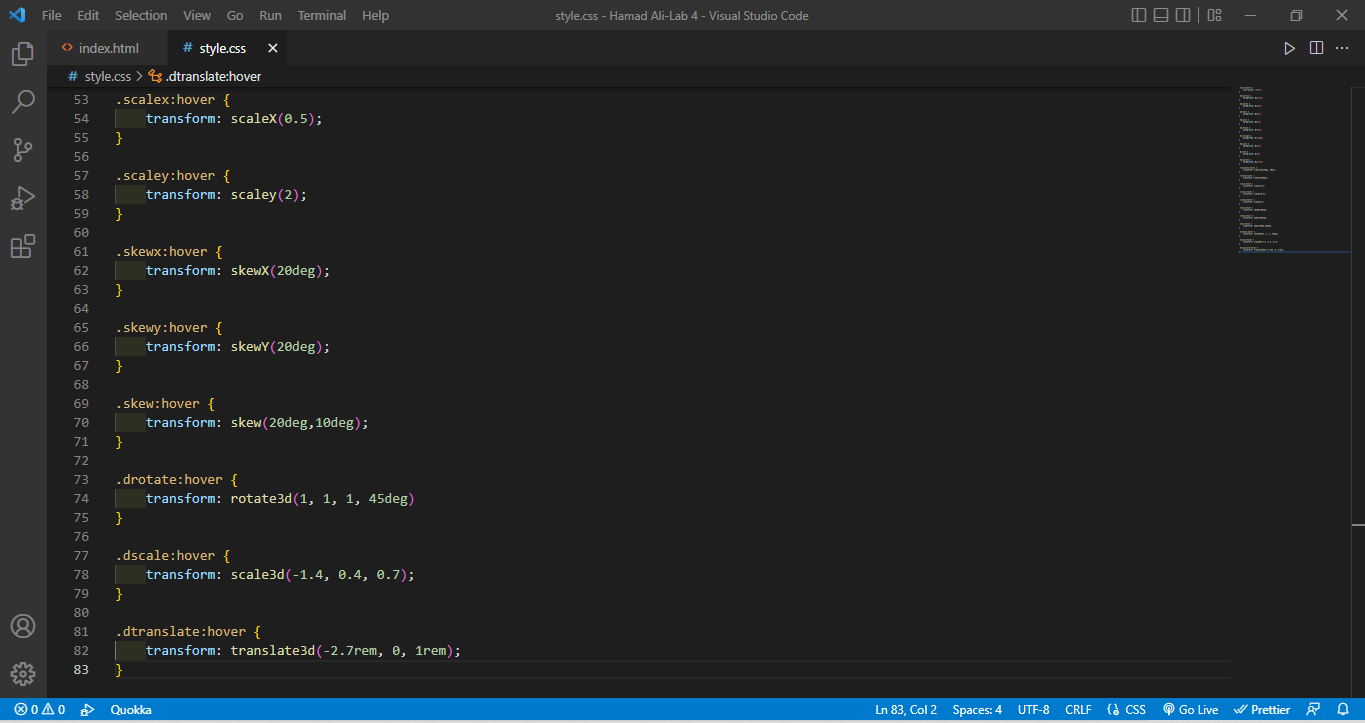 File Edit Selection View Go Run Terminal Help style.css - Hamad Ali-Lab 4 - Visual Studio Code
index.html # style.css
# style.css > .dtranslate:hover
53 .scalex:hover {
54 transform: scaleX(0.5);
55 }
56
57 .scaley:hover {
58 transform: scaley(2);
59 }
60
61 .skewx:hover {
62 transform: skewX(20deg);
63 }
64
65 .skewy:hover {
66 transform: skewY(20deg);
67 }
68
69 .skew:hover {
70 transform: skew(20deg,10deg);
71 }
72
73 .drotate:hover {
74 transform: rotate3d(1, 1, 1, 45deg)
75 }
76
77 .dscale:hover {
78 transform: scale3d(-1.4, 0.4, 0.7);
79 }
80
81 .dtranslate:hover {
82 transform: translate3d(-2.7rem, 0, 1rem);
83 }
0 0 Quokka Ln 83, Col 2 Spaces: 4 UTF-8 CRLF {} CSS Go Live Prettier